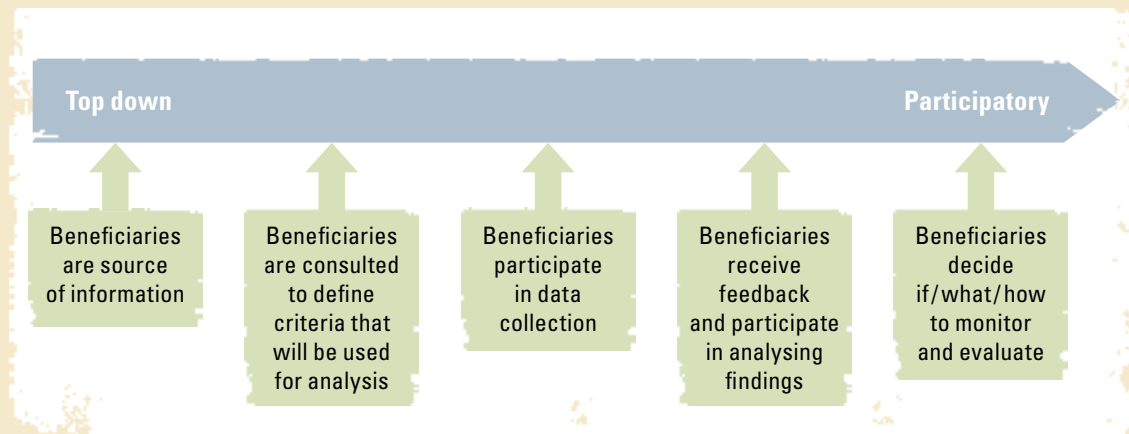 Top down
Participatory
Beneficiaries
are source
of information
Beneficiaries
are consulted
to define
criteria that
will be used
for analysis
Beneficiaries
participate
in data
collection
Beneficiaries
receive
feedback
and participate
in analysing
findings
Beneficiaries
decide
if/what/how
to monitor
and evaluate